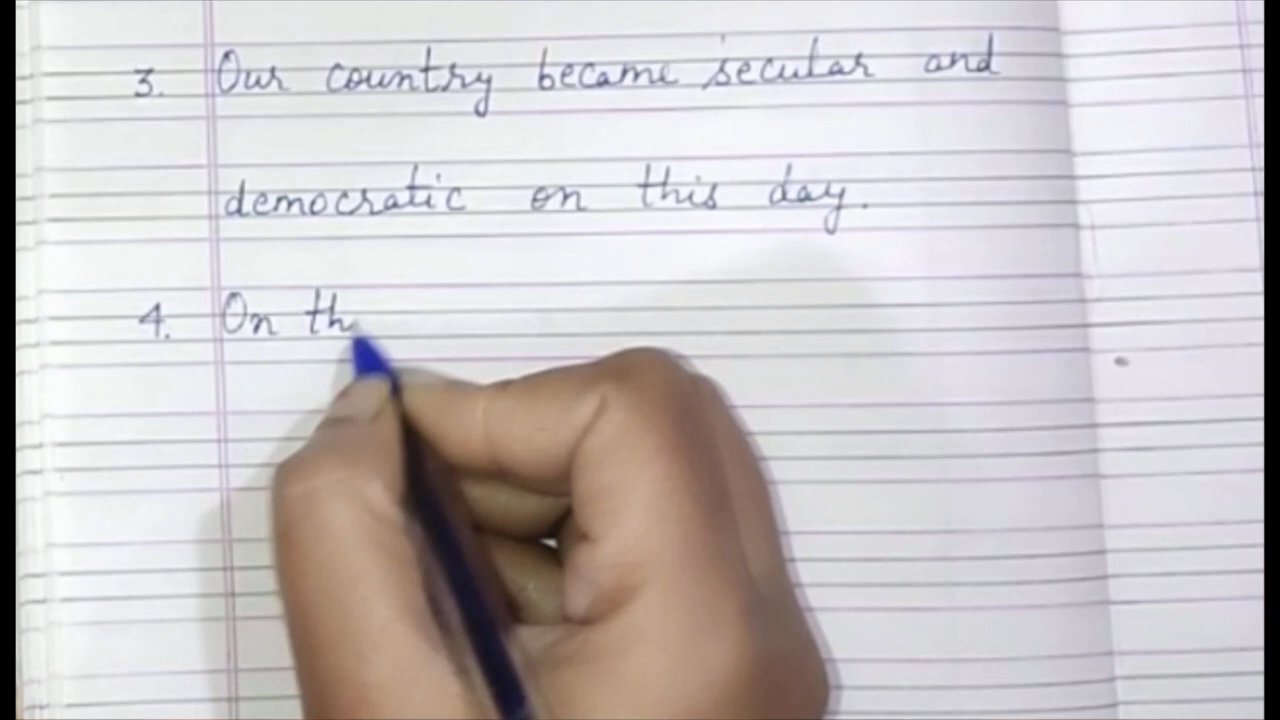 3. Our country became secular and
democratic on this day.
4. On th